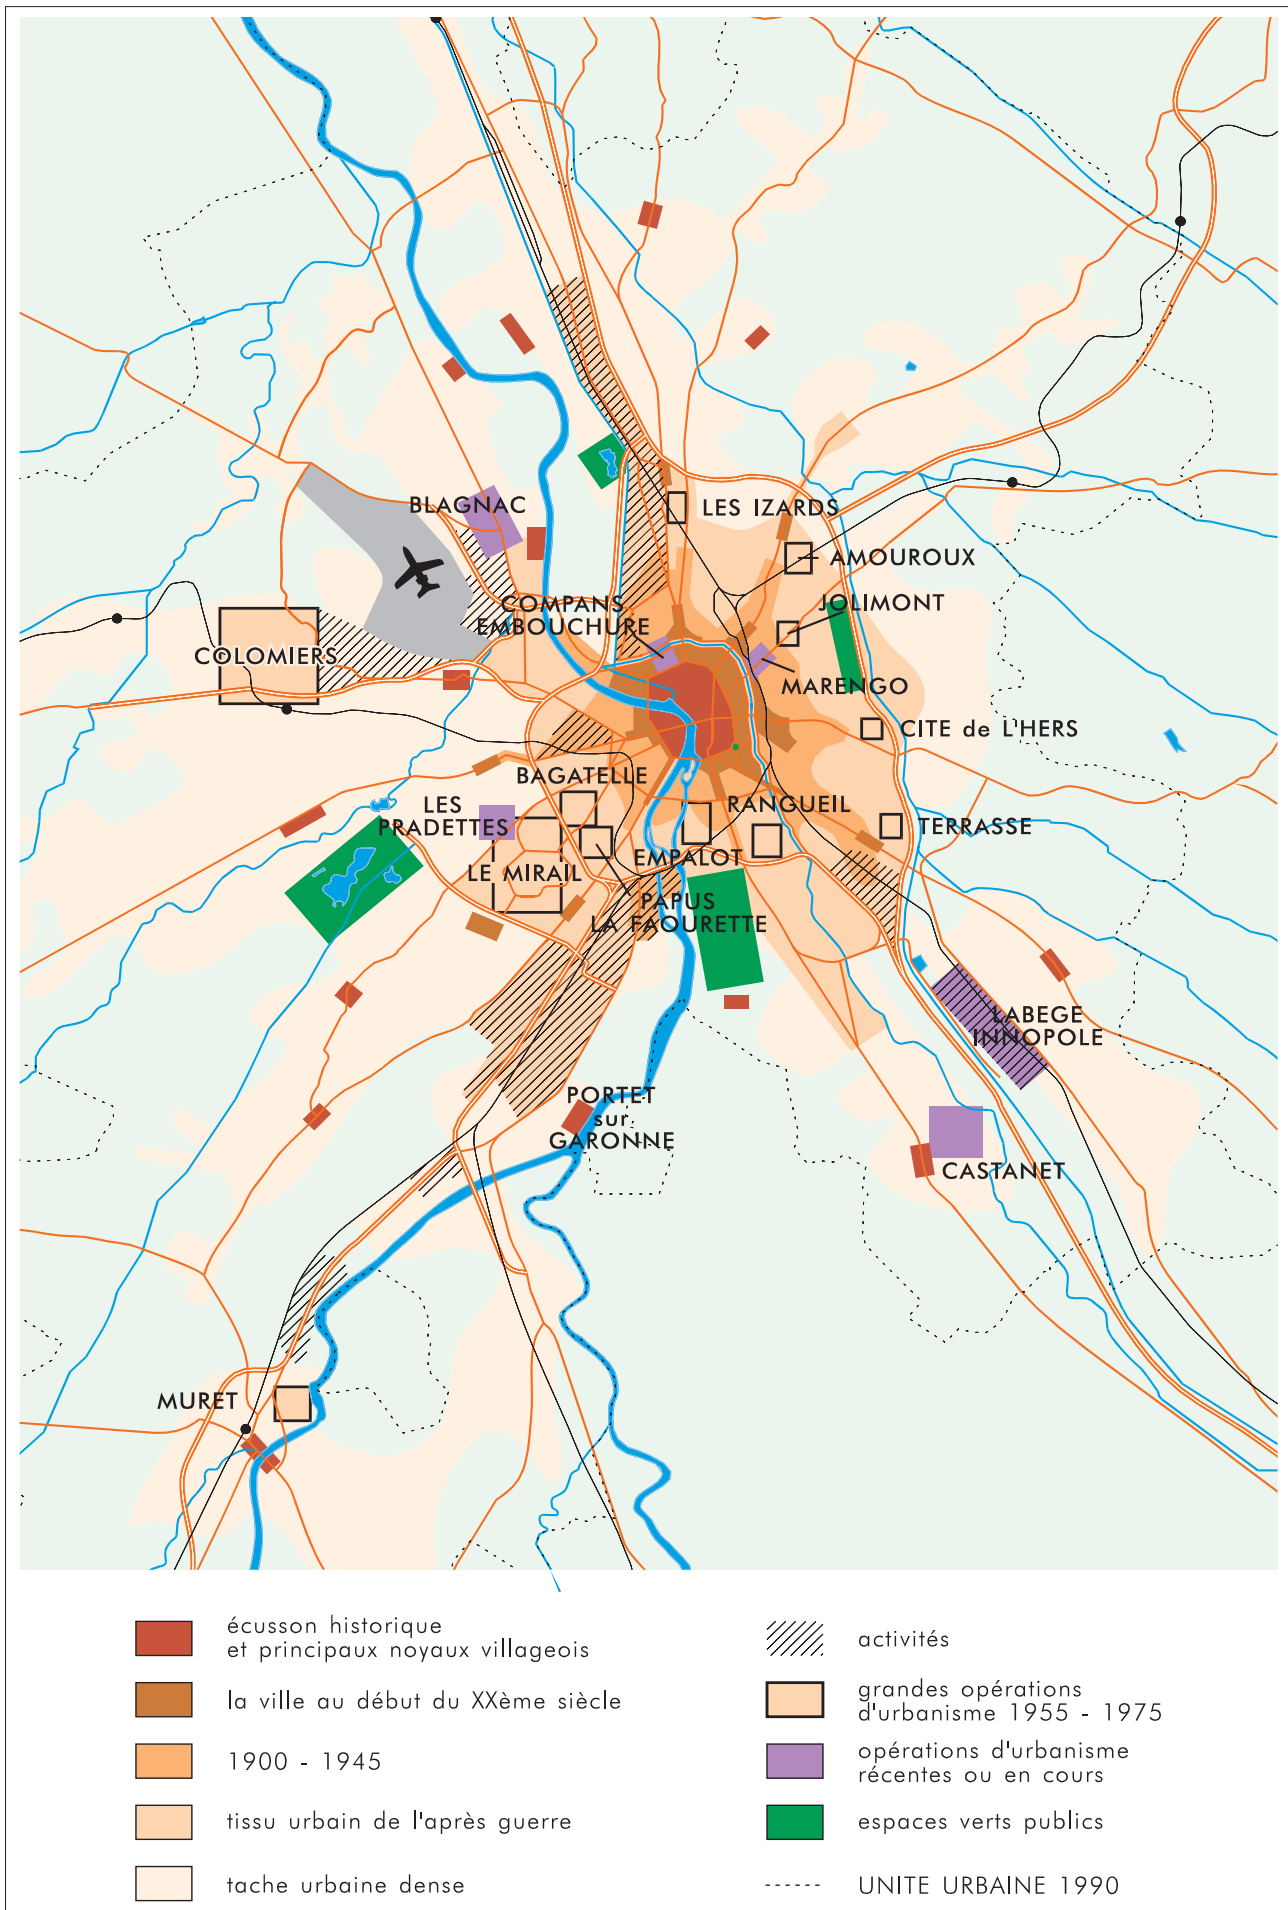 BLAGNAC
LES IZARDS
AMOUROUX
COMPANS
EMBOUCHURE
JOLIMONT
COLOMIERS
MARENGO
CITE de L'HERS
BAGATELLE
LES
PRADETTES
RANGUEIL
TERRASSE
EMPALOT
LE MIRAIL
PAPUS
LA FAOURETTE
LABEGE
INNOPOLE
PORTET
sur
GARONNE
CASTANET
MURET
écusson historique
et principaux noyaux villageois
la ville au début du XXème siècle
1900 - 1945
tissu urbain de l'après guerre
tache urbaine dense
activités
grandes opérations
d'urbanisme 1955 - 1975
opérations d'urbanisme
récentes ou en cours
espaces verts publics
UNITE URBAINE 1990